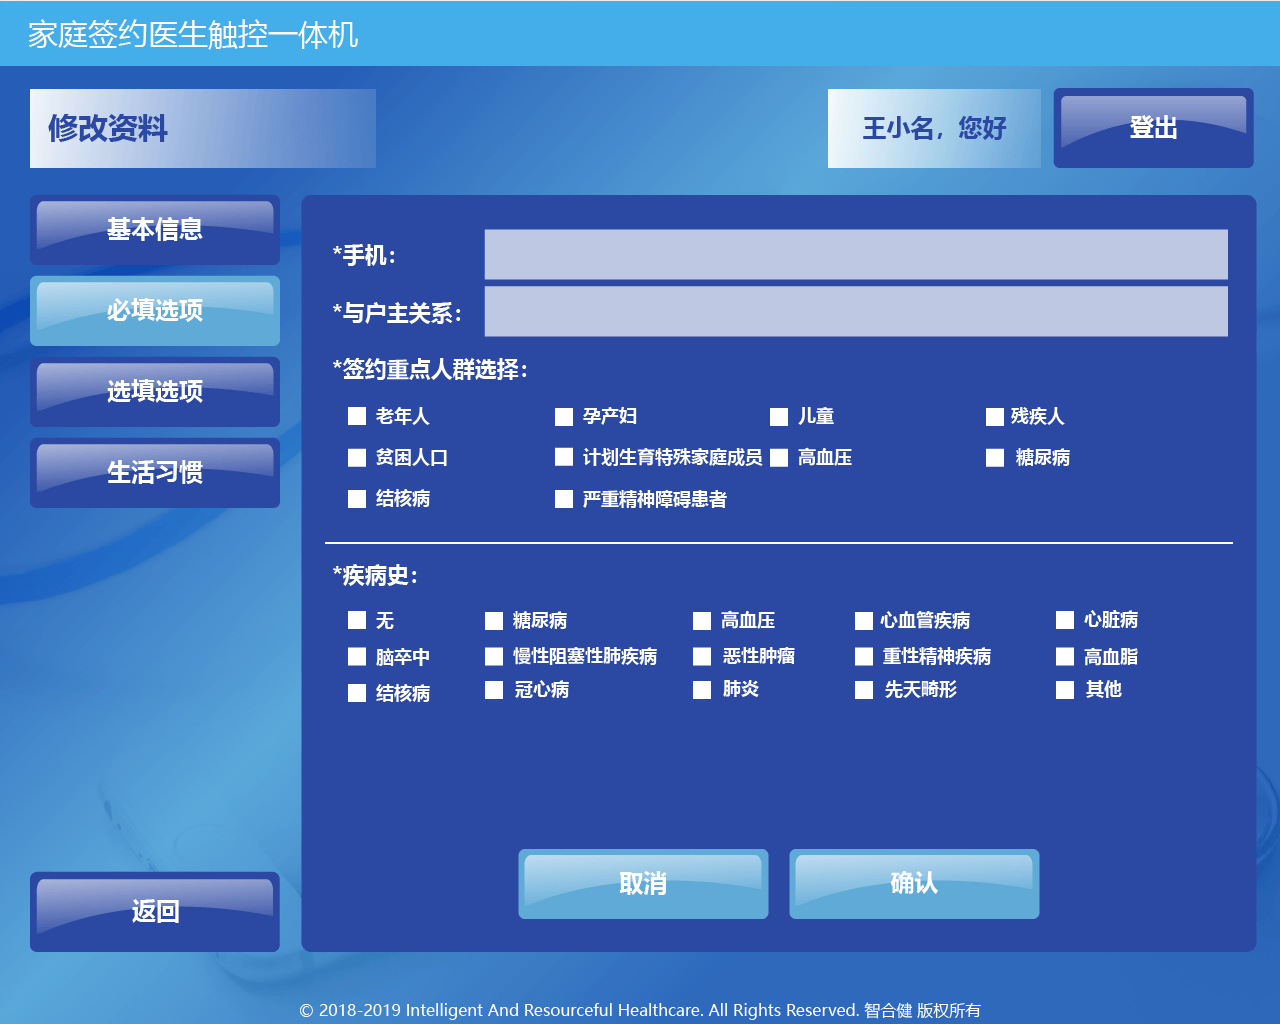 家庭签约医生触控一体机
修改资料
王小名，您好
登出
基本信息
必填选项
选填选项
生活习惯
返回
*手机：
*与户主关系：
*签约重点人群选择：
老年人 孕产妇 儿童 残疾人
贫困人口 计划生育特殊家庭成员 高血压 糖尿病
结核病 严重精神障碍患者
*疾病史：
无 糖尿病 高血压 心血管疾病 心脏病
脑卒中 慢性阻塞性肺疾病 恶性肿瘤 重性精神疾病 高血脂
结核病 冠心病 肺炎 先天畸形 其他
取消 确认
© 2018-2019 Intelligent And Resourceful Healthcare. All Rights Reserved. 智合健 版权所有